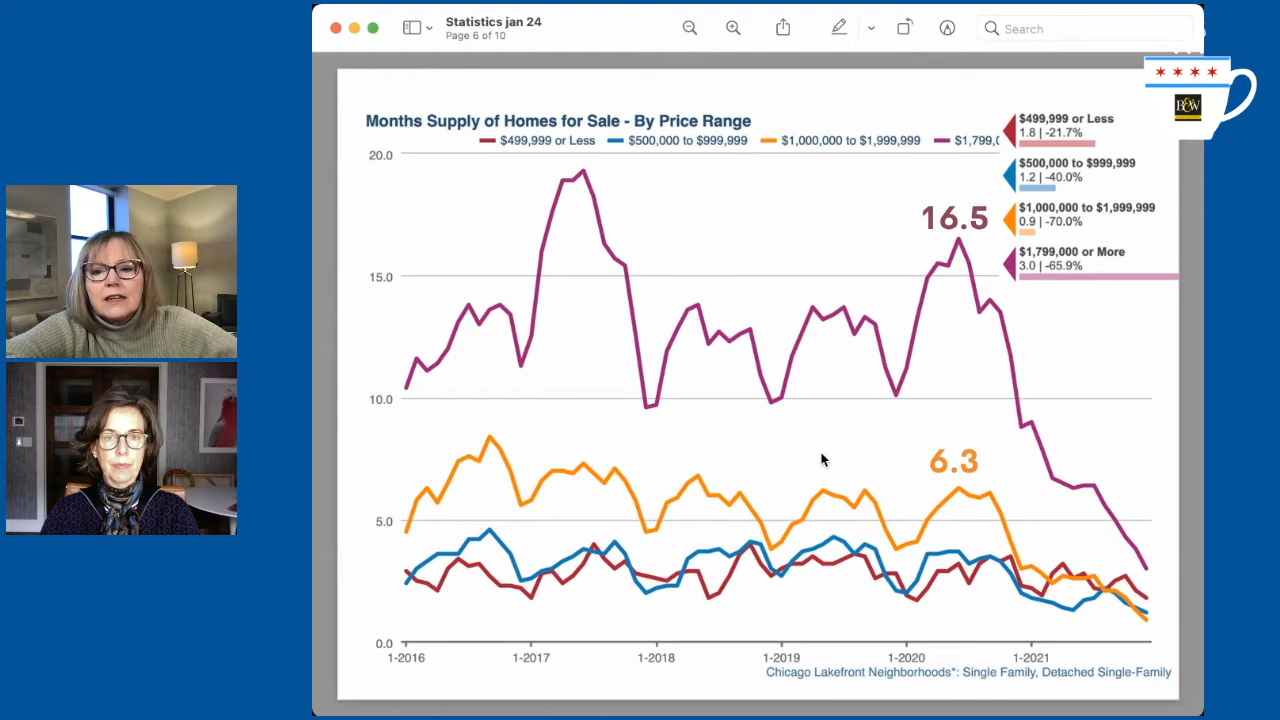 Statistics jan 24
Page 6 of 10
Search
B&W
Months Supply of Homes for Sale - By Price Range
$499,999 or Less
$500,000 to $999,999
$1,000,000 to $1,999,999
$1,799,0
$499,999 or Less
1.8 | -21.7%
$500,000 to $999,999
1.2 | -40.0%
$1,000,000 to $1,999,999
0.9 | -70.0%
$1,799,000 or More
3.0 | -65.9%
20.0
15.0
10.0
5.0
0.0
16.5
6.3
1-2016
1-2017
1-2018
1-2019
1-2020
1-2021
Chicago Lakefront Neighborhoods*: Single Family, Detached Single-Family